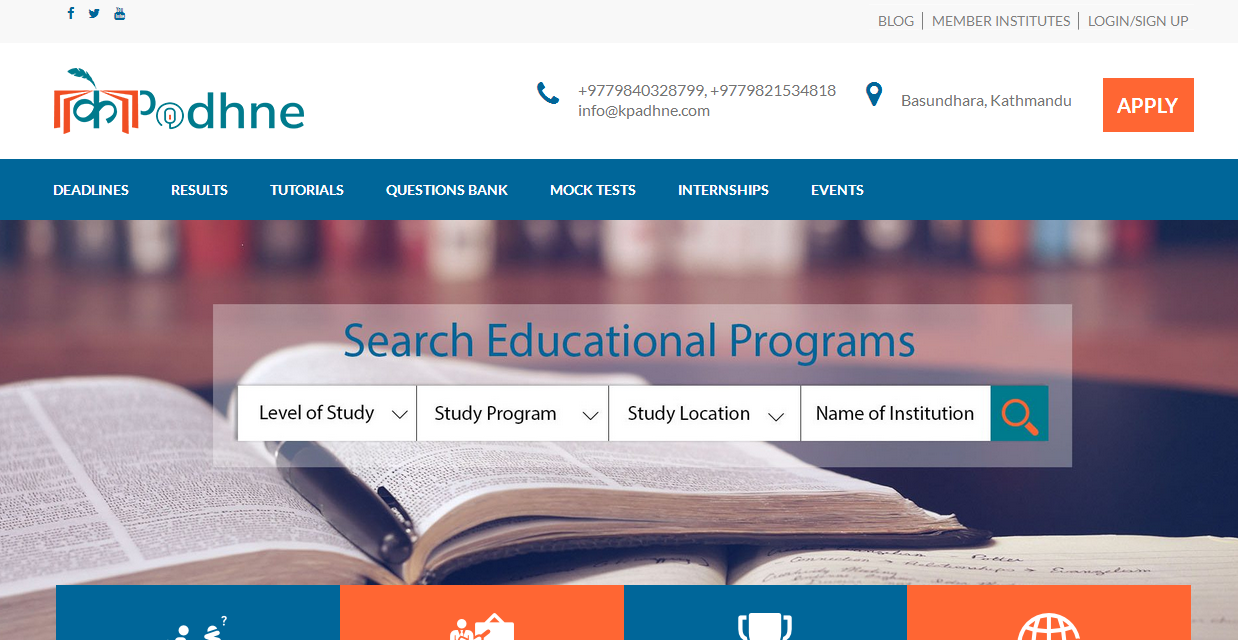 BLOG MEMBER INSTITUTES LOGIN/SIGN UP
किPadhne
+9779840328799, +9779821534818
info@kpadhne.com
Basundhara, Kathmandu
APPLY
DEADLINES RESULTS TUTORIALS QUESTIONS BANK MOCK TESTS INTERNSHIPS EVENTS
Search Educational Programs
Level of Study Study Program Study Location Name of Institution
?